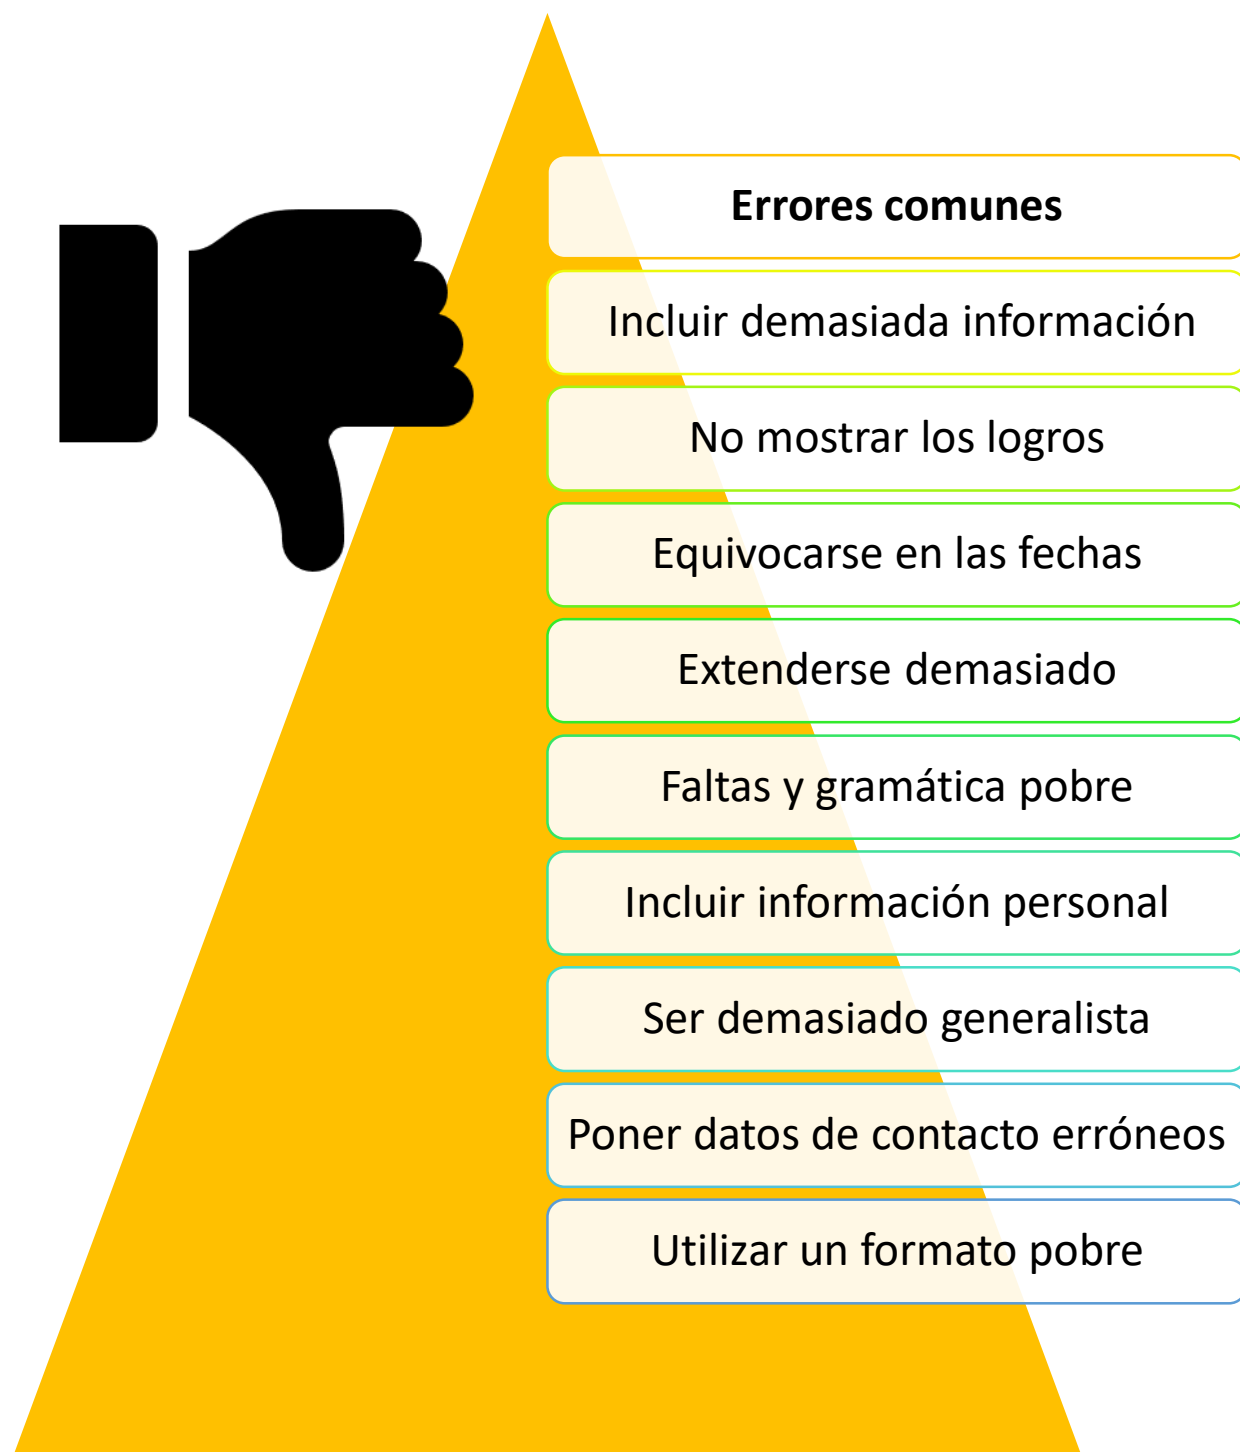 Errores comunes
Incluir demasiada información
No mostrar los logros
Equivocarse en las fechas
Extenderse demasiado
Faltas y gramática pobre
Incluir información personal
Ser demasiado generalista
Poner datos de contacto erróneos
Utilizar un formato pobre